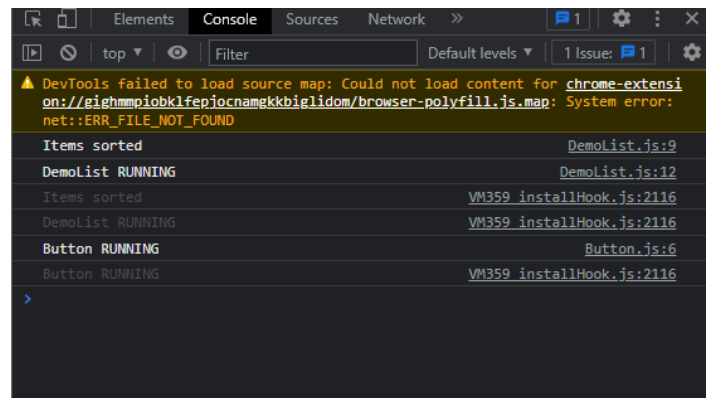 Elements Console Sources Network » 1
top ▼ Filter Default levels ▼ 1 Issue: 1
DevTools failed to load source map: Could not load content for chrome-extensi
on://gighmmpiobklfepjocnamgkkbiglidom/browser-polyfill.js.map: System error:
net::ERR_FILE_NOT_FOUND
Items sorted DemoList.js:9
DemoList RUNNING DemoList.js:12
Items sorted VM359 installHook.js:2116
DemoList RUNNING VM359 installHook.js:2116
Button RUNNING Button.js:6
Button RUNNING VM359 installHook.js:2116
>